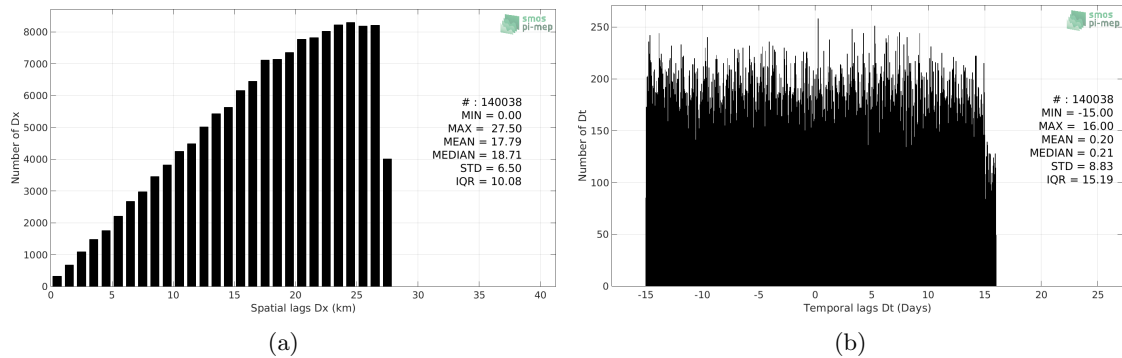 smos
pi-mep
8000
7000
6000
5000
4000
3000
2000
1000
0
Number of Dx
# : 140038
MIN = 0.00
MAX = 27.50
MEAN = 17.79
MEDIAN = 18.71
STD = 6.50
IQR = 10.08
0 5 10 15 20 25 30 35 40
Spatial lags Dx (km)
(a)
smos
pi-mep
250
200
150
100
50
0
Number of Dt
# : 140038
MIN = -15.00
MAX = 16.00
MEAN = 0.20
MEDIAN = 0.21
STD = 8.83
IQR = 15.19
-15 -10 -5 0 5 10 15 20 25
Temporal lags Dt (Days)
(b)